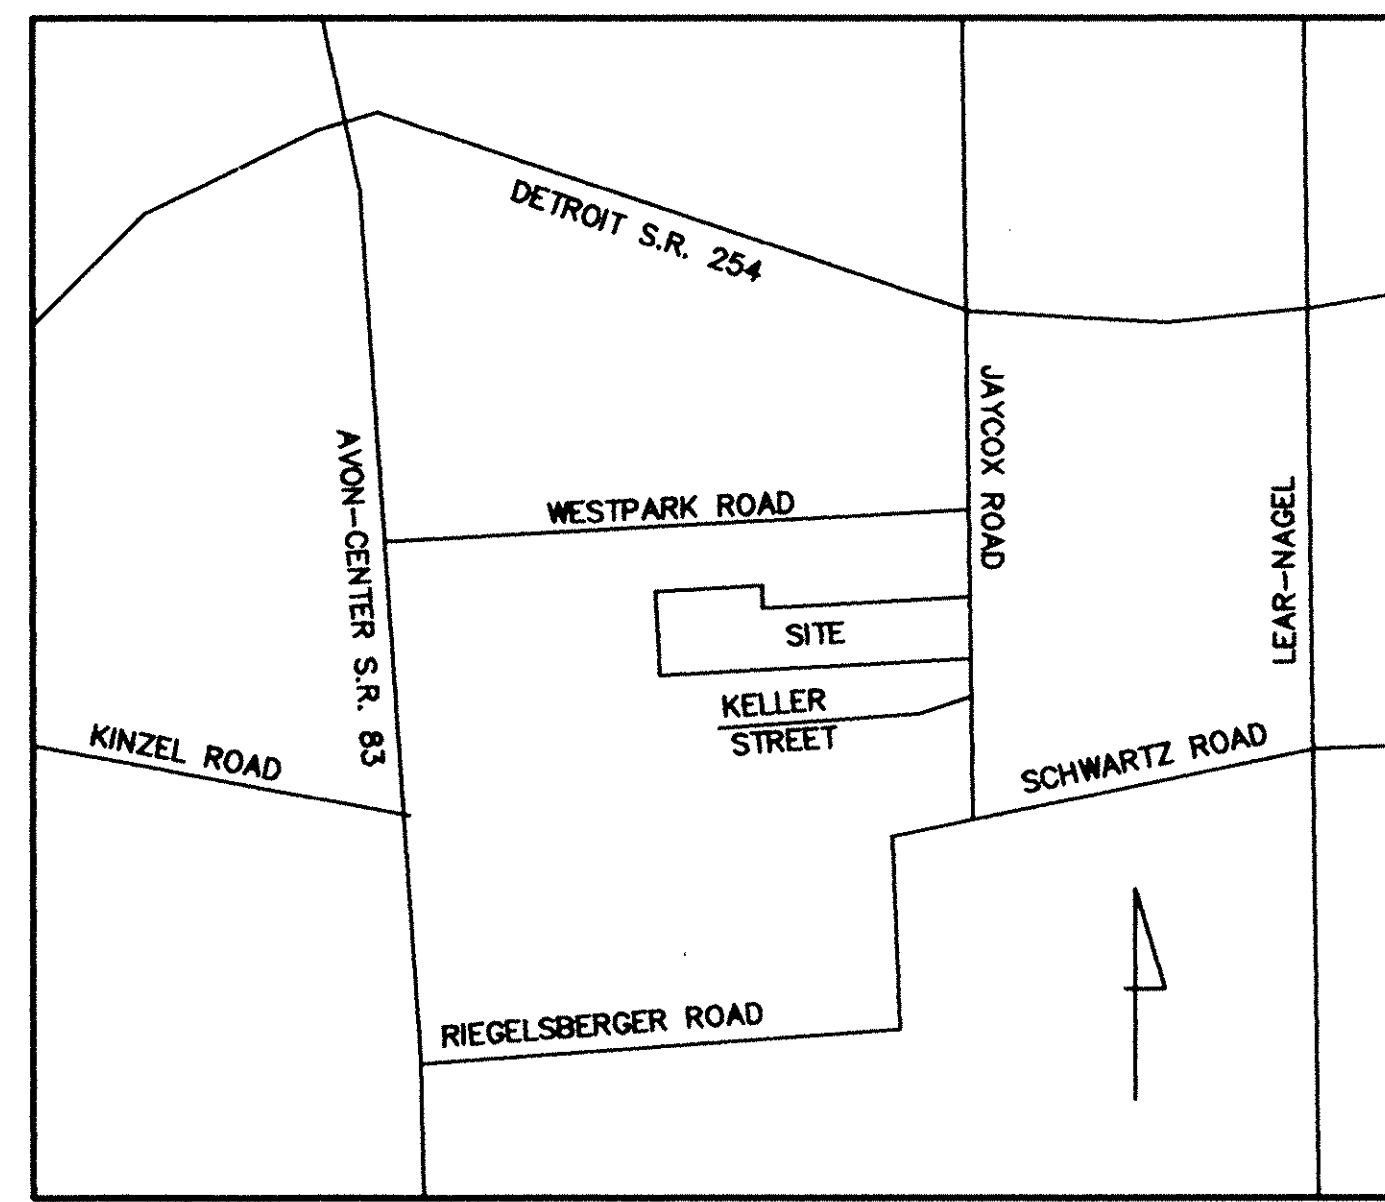 DETROIT S.R. 254
JAYCOX ROAD
AVON-CENTER S.R. 83
WESTPARK ROAD
LEAR-NAGEL
SITE
KELLER
STREET
KINZEL ROAD
SCHWARTZ ROAD
RIEGELSBERGER ROAD